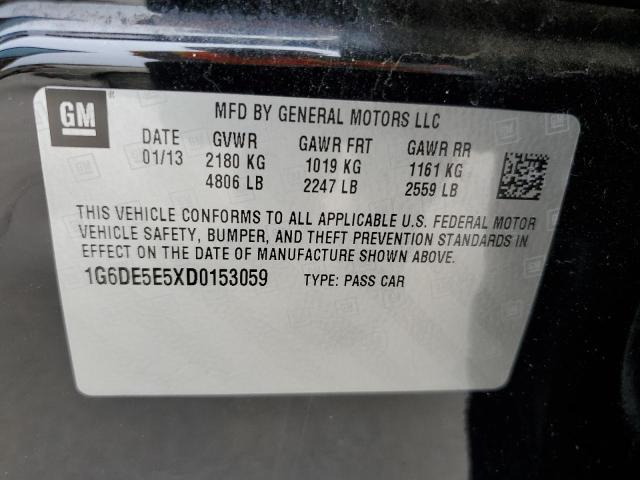 GM ®
MFD BY GENERAL MOTORS LLC
DATE GVWR GAWR FRT GAWR RR
01/13 2180 KG 1019 KG 1161 KG
4806 LB 2247 LB 2559 LB
THIS VEHICLE CONFORMS TO ALL APPLICABLE U.S. FEDERAL MOTOR
VEHICLE SAFETY, BUMPER, AND THEFT PREVENTION STANDARDS IN
EFFECT ON THE DATE OF MANUFACTURE SHOWN ABOVE.
1G6DE5E5XD0153059 TYPE: PASS CAR